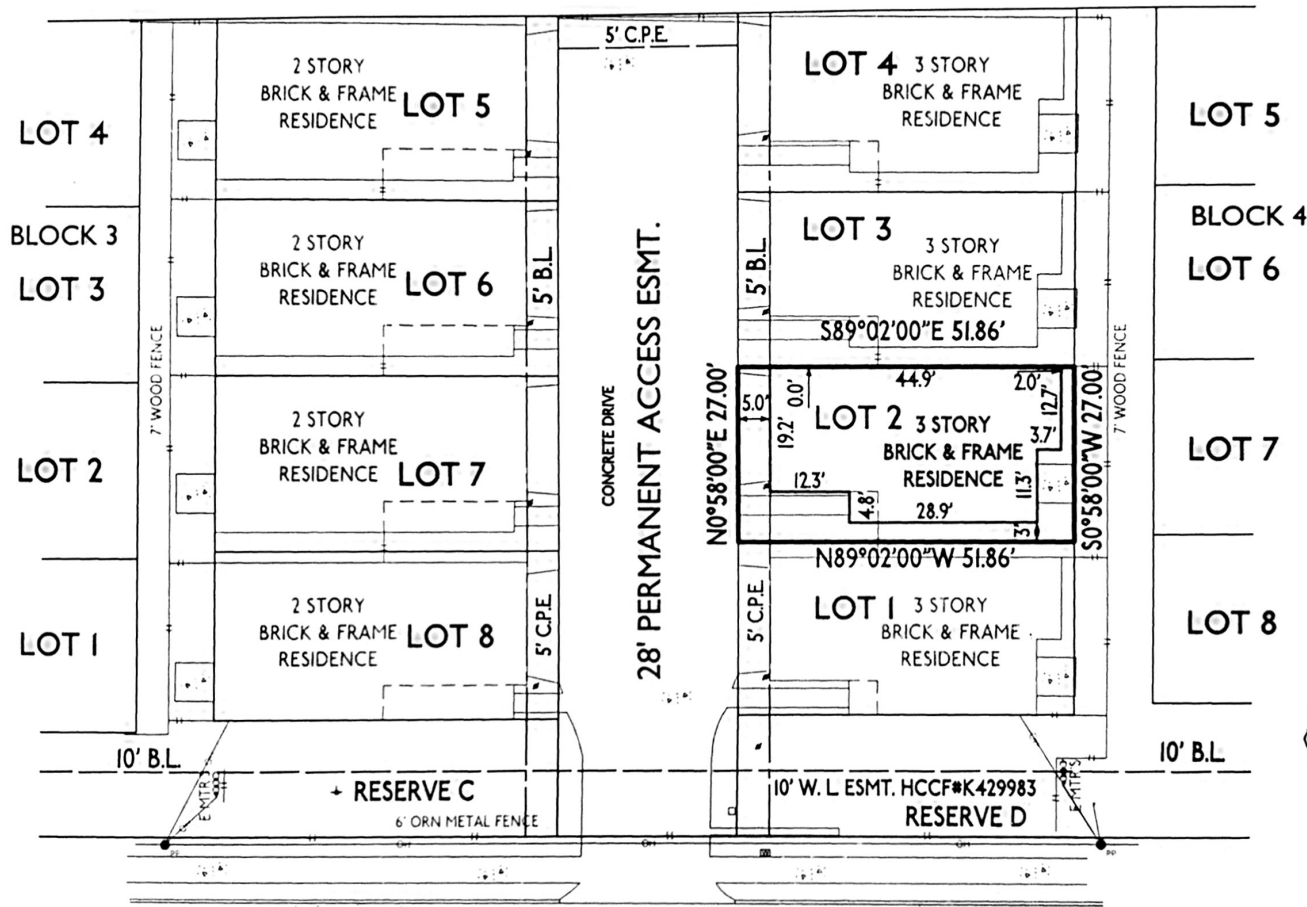 5' C.P.E.
2 STORY
BRICK & FRAME
RESIDENCE
LOT 5
LOT 4
3 STORY
BRICK & FRAME
RESIDENCE
LOT 4
LOT 5
BLOCK 3
LOT 3
2 STORY
BRICK & FRAME
RESIDENCE
LOT 6
5' B.L.
28' PERMANENT ACCESS ESMT.
CONCRETE DRIVE
5' B.L.
LOT 3
3 STORY
BRICK & FRAME
RESIDENCE
BLOCK 4
LOT 6
7' WOOD FENCE
7' WOOD FENCE
S89°02'00"E 51.86'
N0°58'00"E 27.00'
S0°58'00"W 27.00'
44.9'
2.0'
5.0'
0.0'
12.7'
LOT 2
3 STORY
BRICK & FRAME
RESIDENCE
19.2'
3.7'
11.3'
12.3'
4.8'
28.9'
3'
N89°02'00"W 51.86'
LOT 2
2 STORY
BRICK & FRAME
RESIDENCE
LOT 7
LOT 7
LOT 1
2 STORY
BRICK & FRAME
RESIDENCE
LOT 8
5' C.P.E.
5' C.P.E.
LOT 1
3 STORY
BRICK & FRAME
RESIDENCE
LOT 8
10' B.L.
10' B.L.
E MTR'S
E MTR'S
RESERVE C
6' ORN METAL FENCE
10' W. L ESMT. HCCF#K429983
RESERVE D
PP
OH
OH
OH
PP